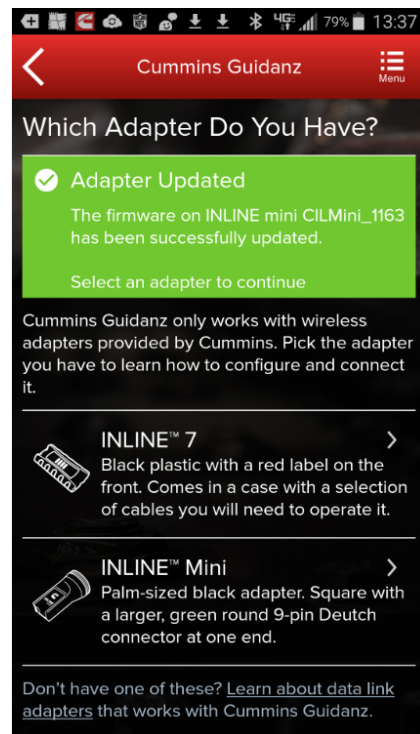 4G 79% 13:37
Cummins Guidanz
Menu
Which Adapter Do You Have?
Adapter Updated
The firmware on INLINE mini CILMini_1163
has been successfully updated.
Select an adapter to continue
Cummins Guidanz only works with wireless
adapters provided by Cummins. Pick the adapter
you have to learn how to configure and connect
it.
INLINE™ 7
Black plastic with a red label on the
front. Comes in a case with a selection
of cables you will need to operate it.
INLINE™ Mini
Palm-sized black adapter. Square with
a larger, green round 9-pin Deutch
connector at one end.
Don't have one of these? Learn about data link
adapters that works with Cummins Guidanz.